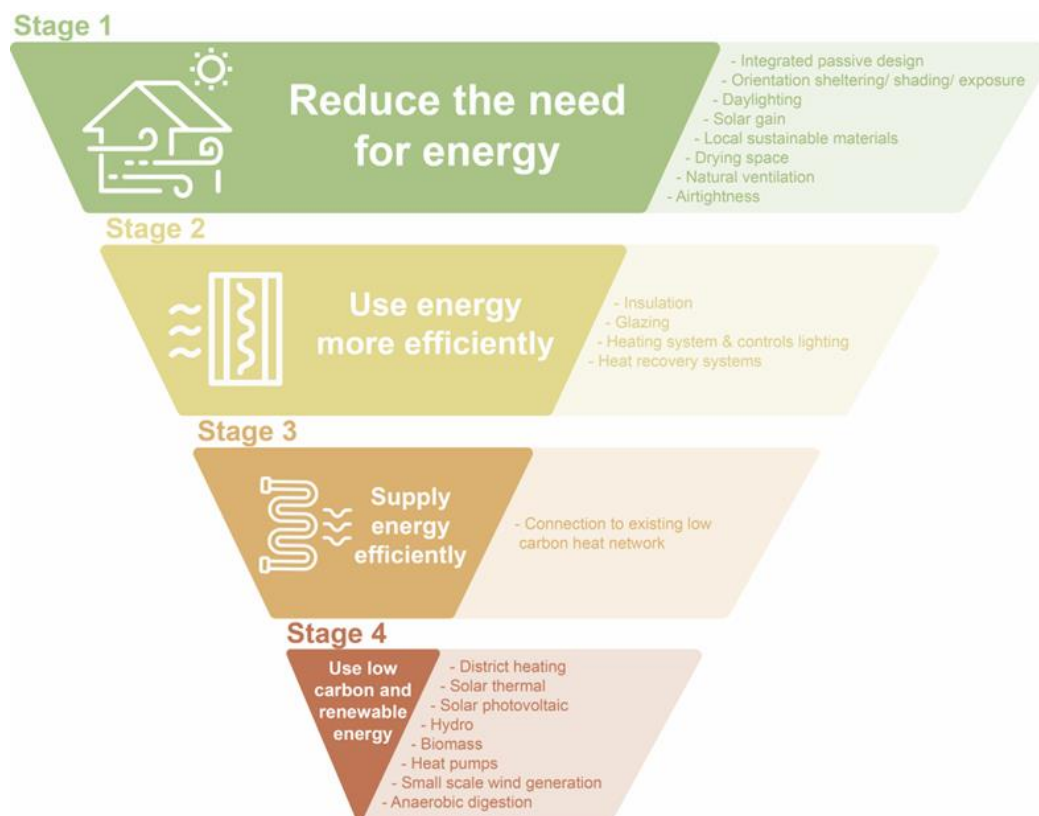 Stage 1
Reduce the need
for energy
- Integrated passive design
- Orientation sheltering/ shading/ exposure
- Daylighting
- Solar gain
- Local sustainable materials
- Drying space
- Natural ventilation
- Airtightness
Stage 2
Use energy
more efficiently
- Insulation
- Glazing
- Heating system & controls lighting
- Heat recovery systems
Stage 3
Supply
energy
efficiently
- Connection to existing low
carbon heat network
Stage 4
Use low
carbon and
renewable
energy
- District heating
- Solar thermal
- Solar photovoltaic
- Hydro
- Biomass
- Heat pumps
- Small scale wind generation
- Anaerobic digestion